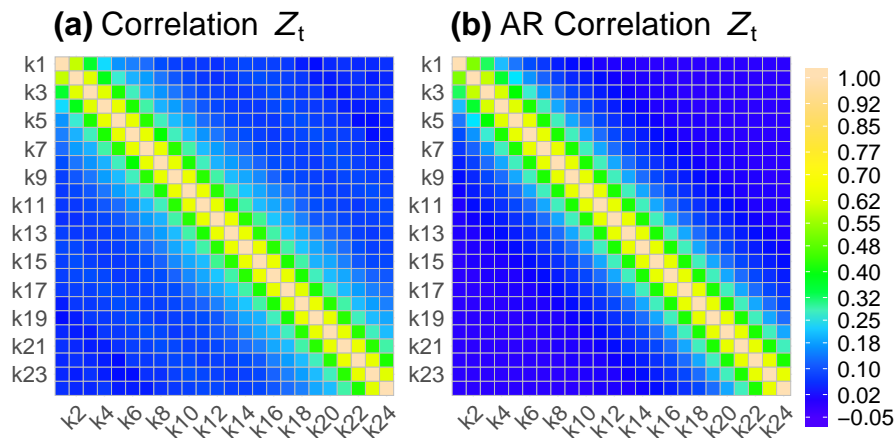 (a) Correlation Zt
(b) AR Correlation Zt
k1
k3
k5
k7
k9
k11
k13
k15
k17
k19
k21
k23
k2
k4
k6
k8
k10
k12
k14
k16
k18
k20
k22
k24
k1
k3
k5
k7
k9
k11
k13
k15
k17
k19
k21
k23
k2
k4
k6
k8
k10
k12
k14
k16
k18
k20
k22
k24
1.00
0.92
0.85
0.77
0.70
0.62
0.55
0.47
0.40
0.32
0.25
0.17
0.10
0.02
−0.05